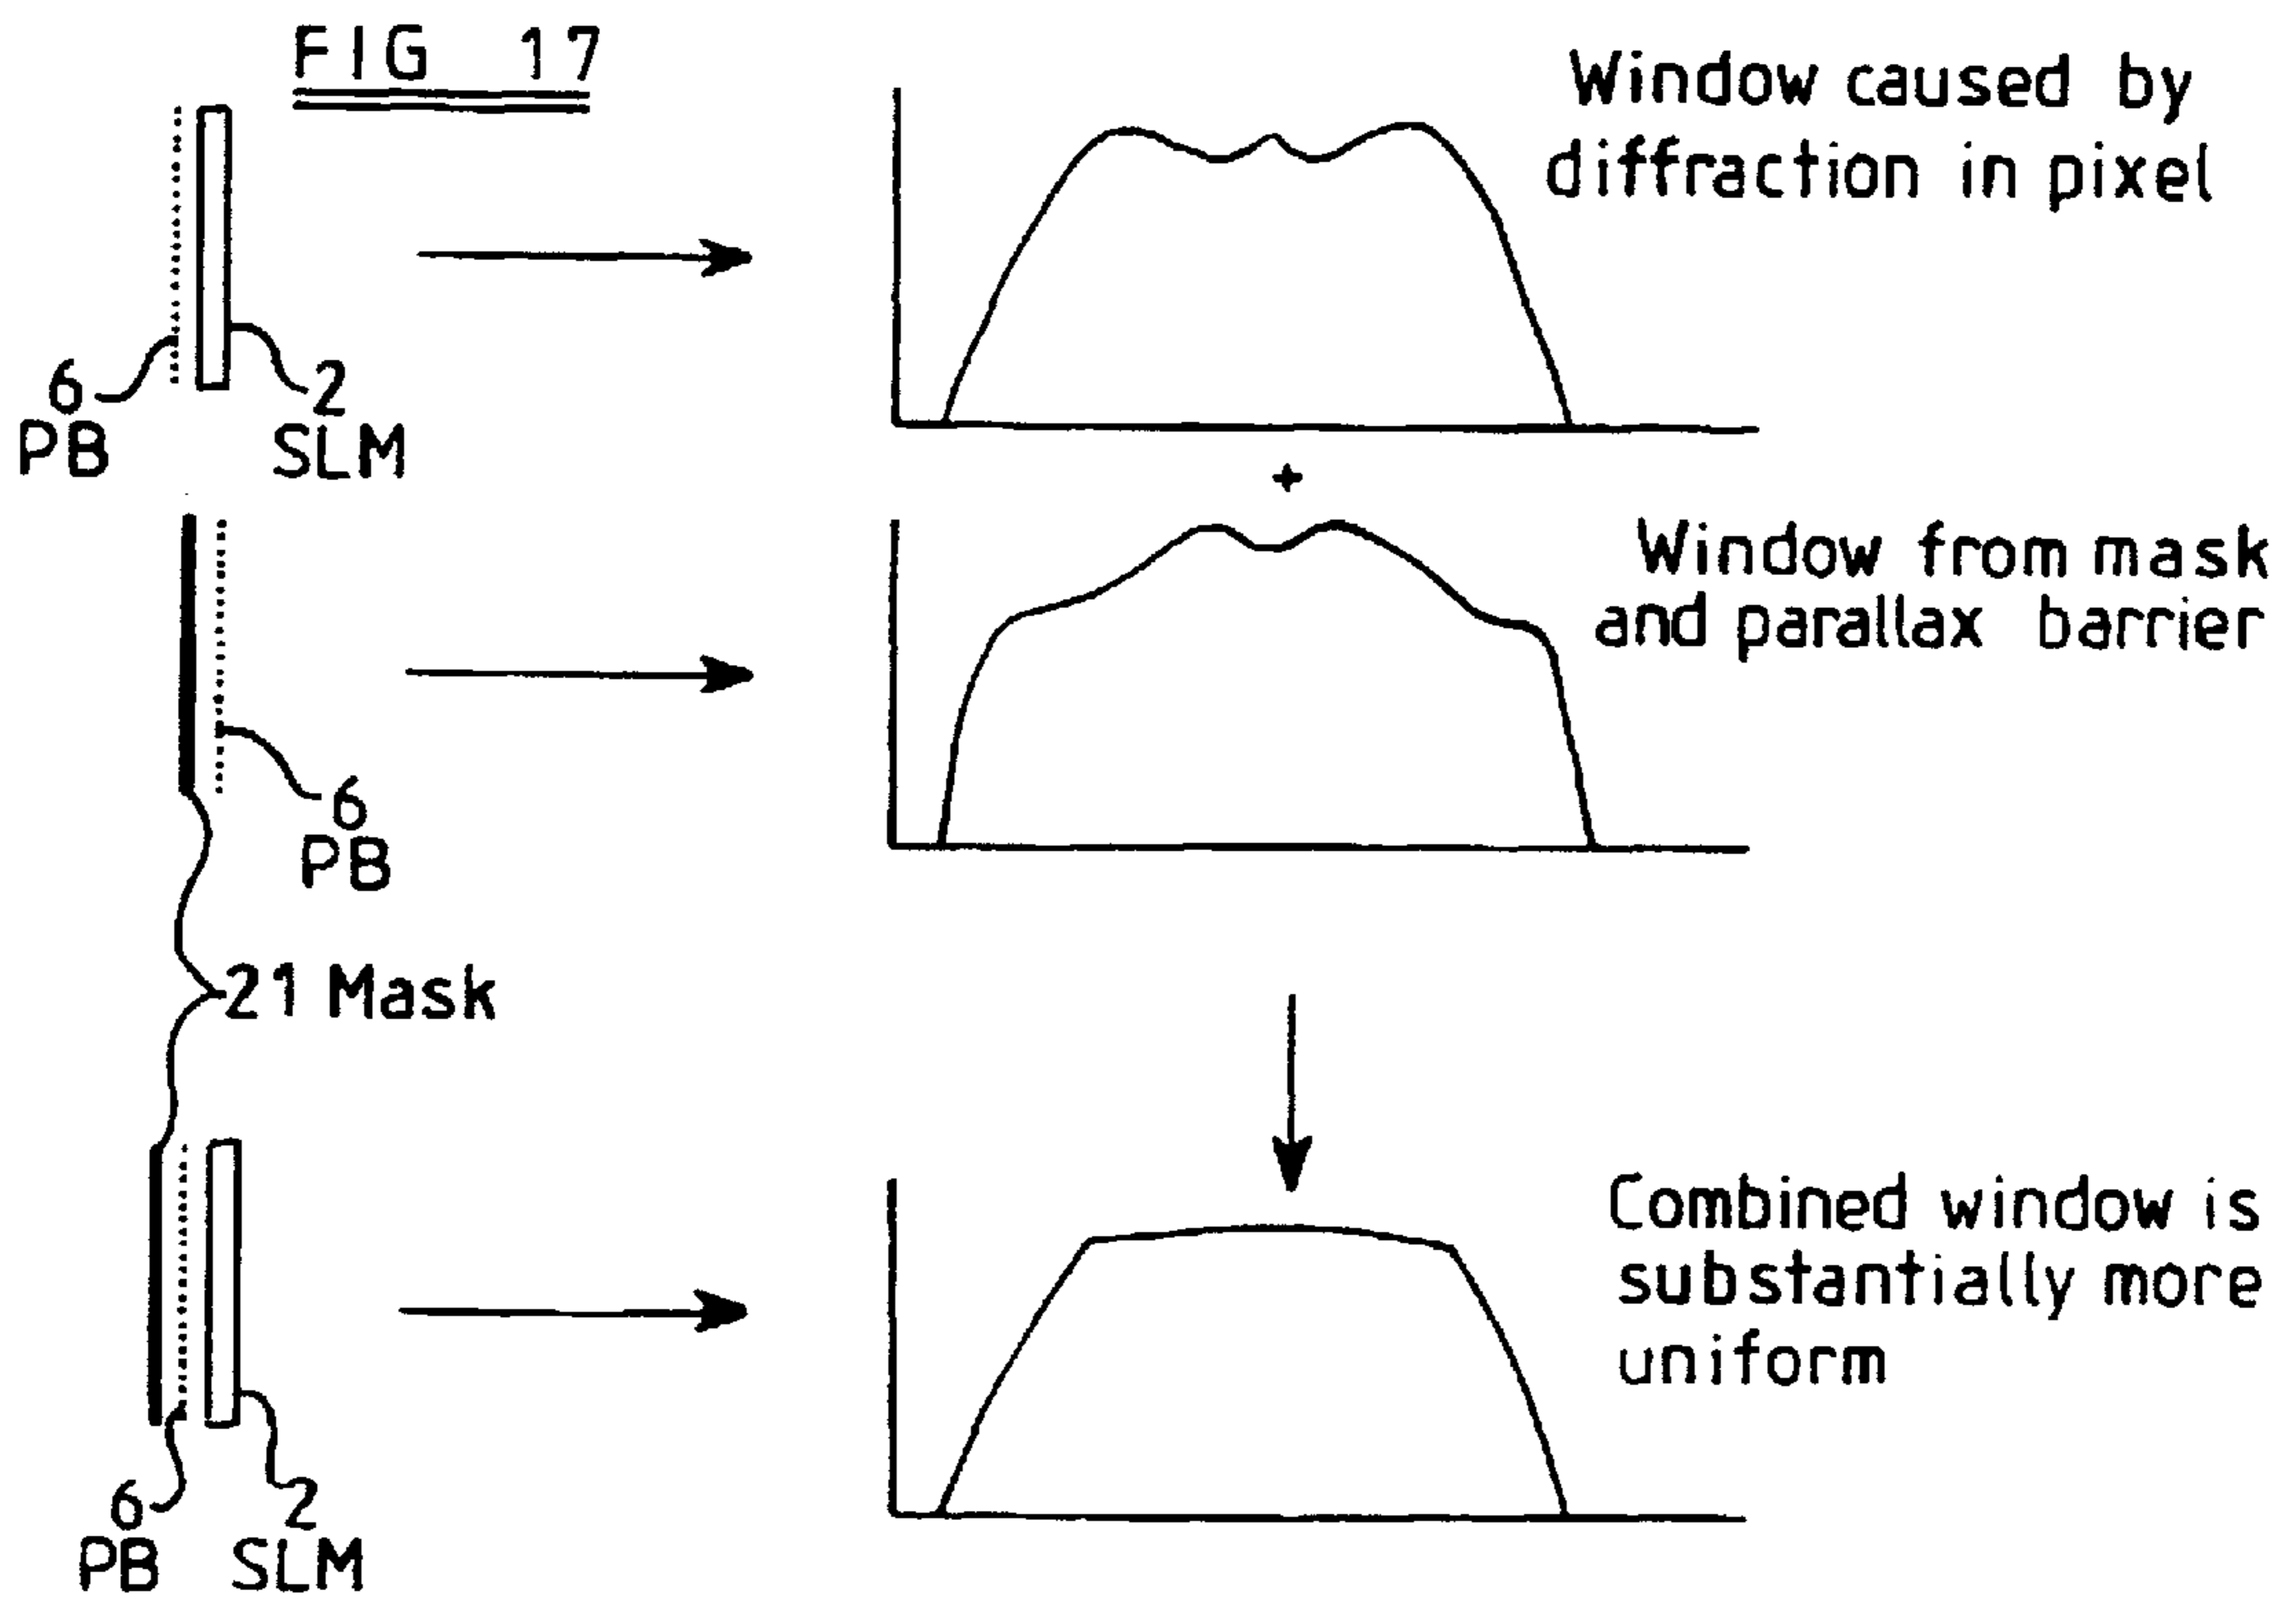 FIG 17
Window caused by
diffraction in pixel
6
PB
2
SLM
+
Window from mask
and parallax barrier
6
PB
21 Mask
Combined window is
substantially more
uniform
6
PB
2
SLM